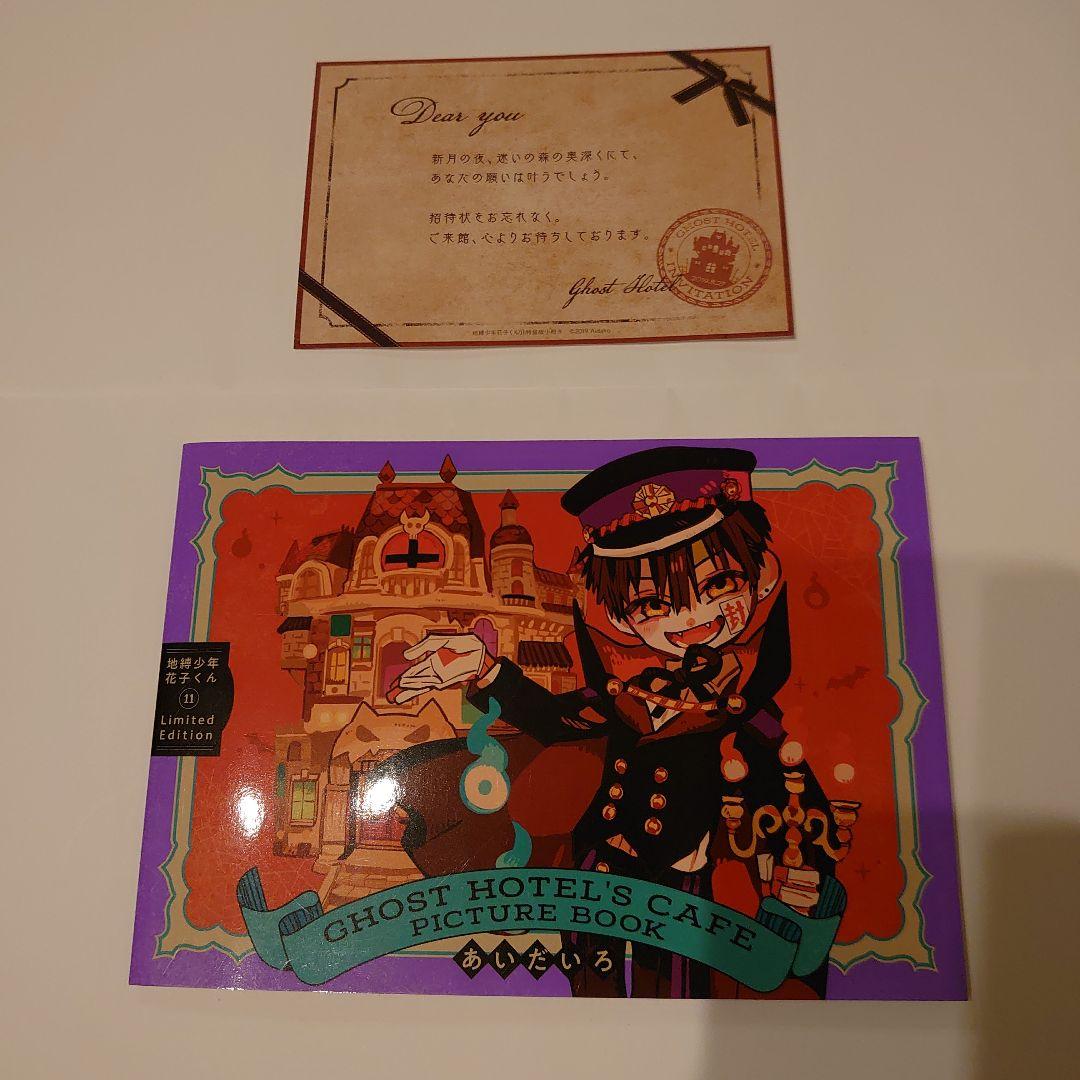 Dear you
新月の夜、迷いの森の奥深くにて、
あなたの願いは叶うでしょう。
招待状をお忘れなく。
ご来館、心よりお待ちしております。
Ghost Hotel
GHOST HOTEL
INVITATION
©2019 AidaIro
地縛少年
花子くん
11
Limited
Edition
封
GHOST HOTEL'S CAFE
PICTURE BOOK
あいだいろ